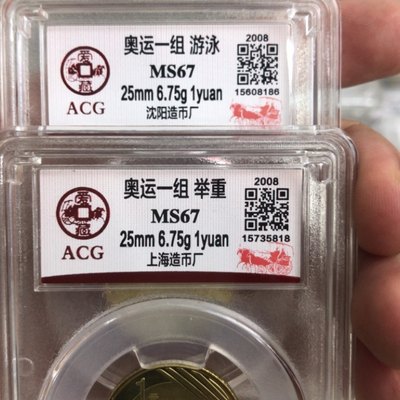 奥运一组 游泳
2008
MS67
25mm 6.75g 1yuan
15608186
ACG
沈阳造币厂
奥运一组 举重
2008
MS67
25mm 6.75g 1yuan
15735818
ACG
上海造币厂